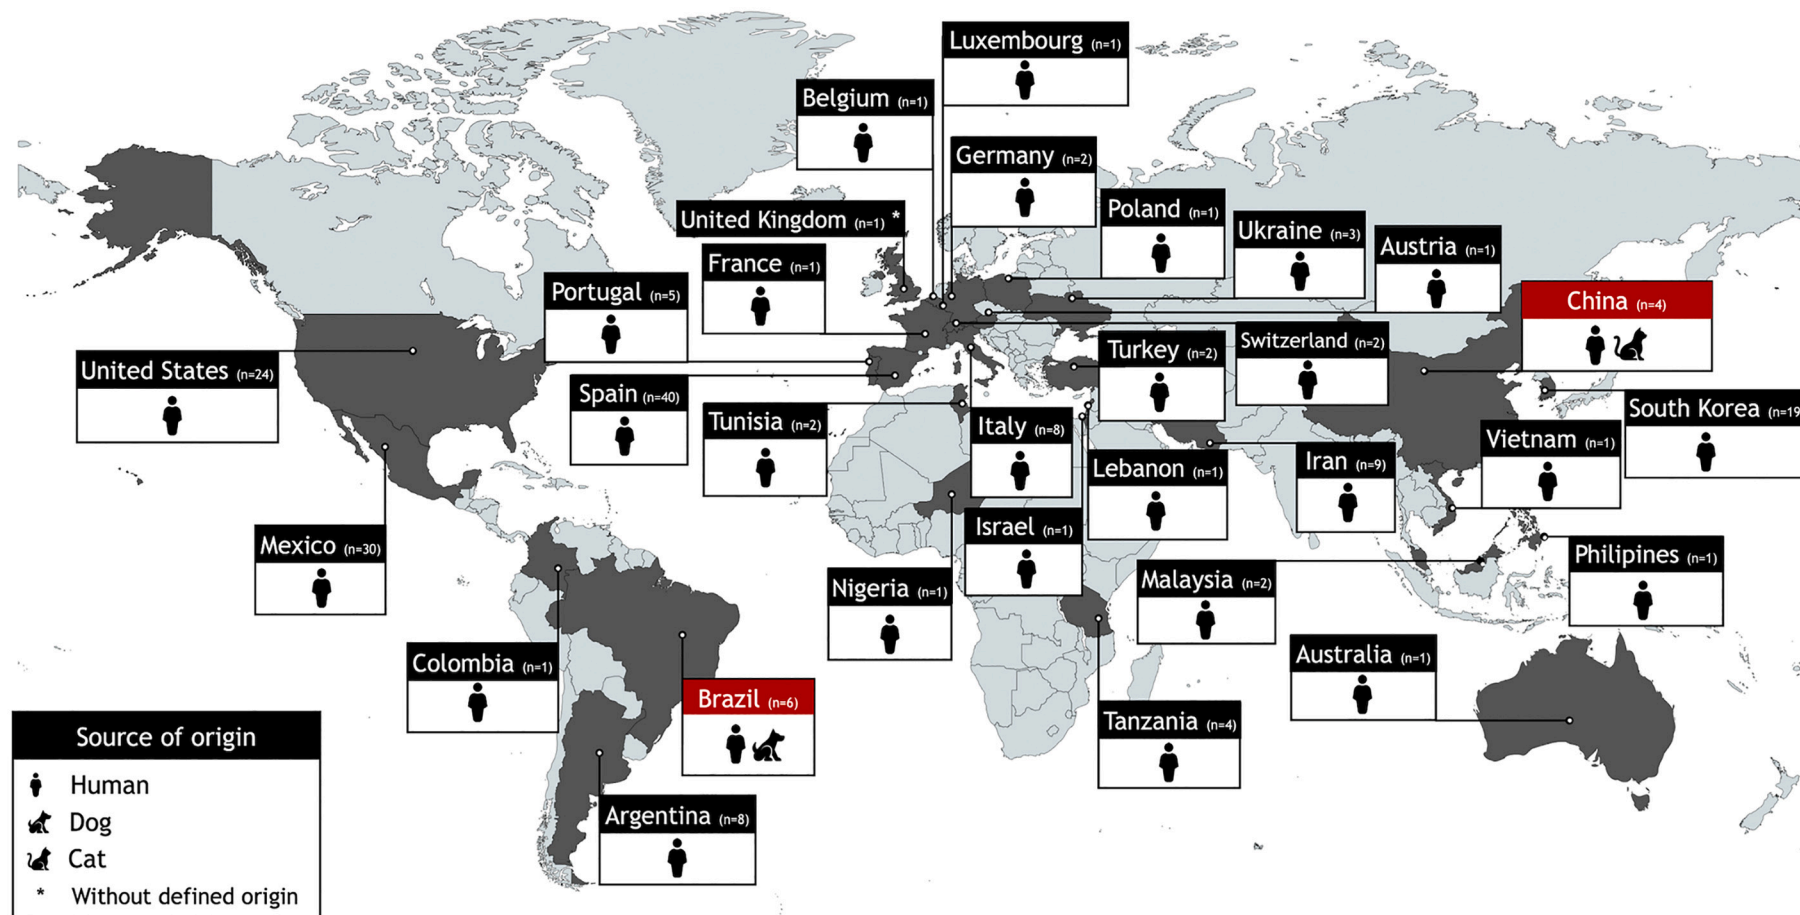 Luxembourg (n=1)
Belgium (n=1)
Germany (n=2)
Poland (n=1)
United Kingdom (n=1) *
Ukraine (n=3)
Austria (n=1)
France (n=1)
Portugal (n=5)
China (n=4)
United States (n=24)
Spain (n=40)
Turkey (n=2)
Switzerland (n=2)
South Korea (n=19
Tunisia (n=2)
Italy (n=8)
Lebanon (n=1)
Iran (n=9)
Vietnam (n=1)
Mexico (n=30)
Israel (n=1)
Nigeria (n=1)
Malaysia (n=2)
Philipines (n=1)
Colombia (n=1)
Brazil (n=6)
Tanzania (n=4)
Australia (n=1)
Argentina (n=8)
Source of origin
Human
Dog
Cat
* Without defined origin